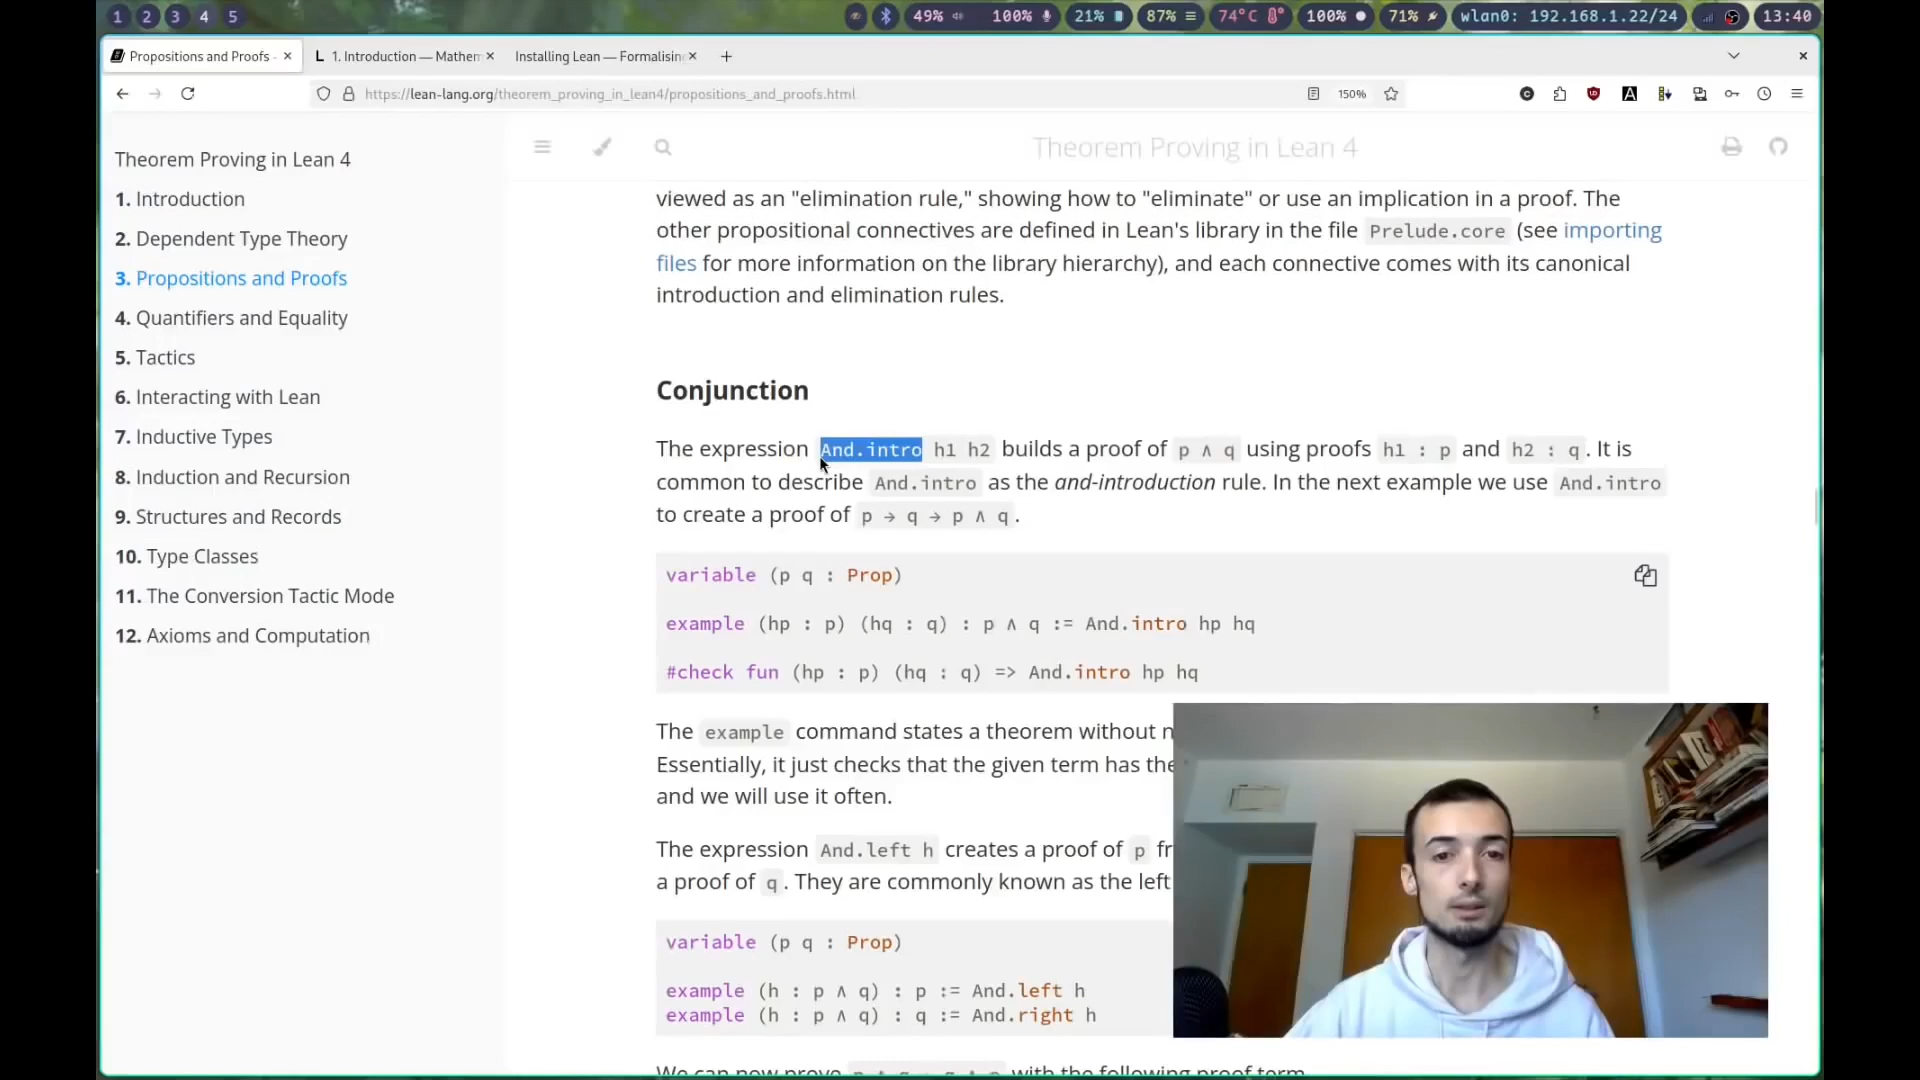 1 2 3 4 5 49% 100% 21% 87% 74°C 100% 71% wlan0: 192.168.1.22/24 13:40
Propositions and Proofs - 1. Introduction — Mathem Installing Lean — Formalisin
https://lean-lang.org/theorem_proving_in_lean4/propositions_and_proofs.html 150%
Theorem Proving in Lean 4
1. Introduction
2. Dependent Type Theory
3. Propositions and Proofs
4. Quantifiers and Equality
5. Tactics
6. Interacting with Lean
7. Inductive Types
8. Induction and Recursion
9. Structures and Records
10. Type Classes
11. The Conversion Tactic Mode
12. Axioms and Computation
Theorem Proving in Lean 4
viewed as an "elimination rule," showing how to "eliminate" or use an implication in a proof. The
other propositional connectives are defined in Lean's library in the file Prelude.core (see importing
files for more information on the library hierarchy), and each connective comes with its canonical
introduction and elimination rules.
Conjunction
The expression And.intro h1 h2 builds a proof of p ∧ q using proofs h1 : p and h2 : q. It is
common to describe And.intro as the and-introduction rule. In the next example we use And.intro
to create a proof of p → q → p ∧ q.
variable (p q : Prop)
example (hp : p) (hq : q) : p ∧ q := And.intro hp hq
#check fun (hp : p) (hq : q) => And.intro hp hq
The example command states a theorem without n
Essentially, it just checks that the given term has the
and we will use it often.
The expression And.left h creates a proof of p fr
a proof of q. They are commonly known as the left
variable (p q : Prop)
example (h : p ∧ q) : p := And.left h
example (h : p ∧ q) : q := And.right h
We can now prove p ∧ q → q ∧ p with the following proof term.